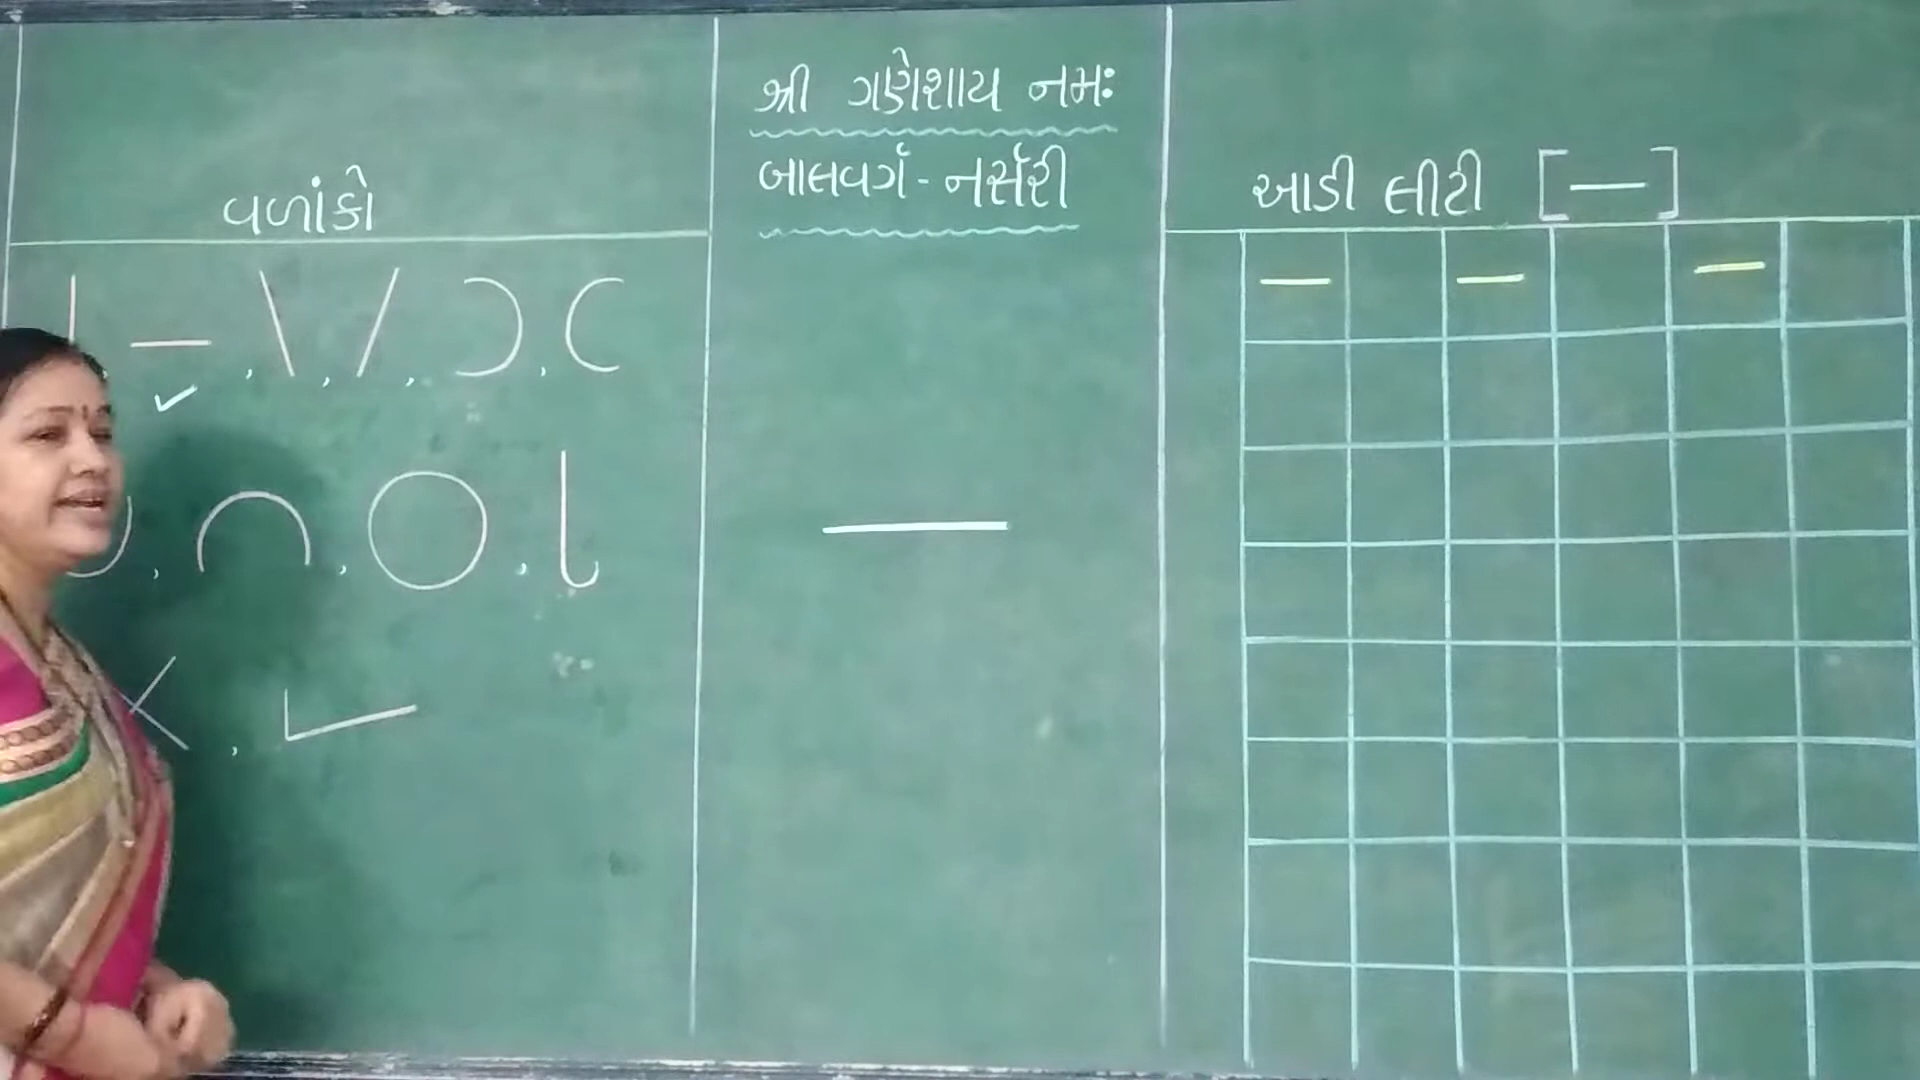 શ્રી ગણેશાય નમઃ
બાલવર્ગ - નર્સરી
વળાંકો
આડી લીટી [—]